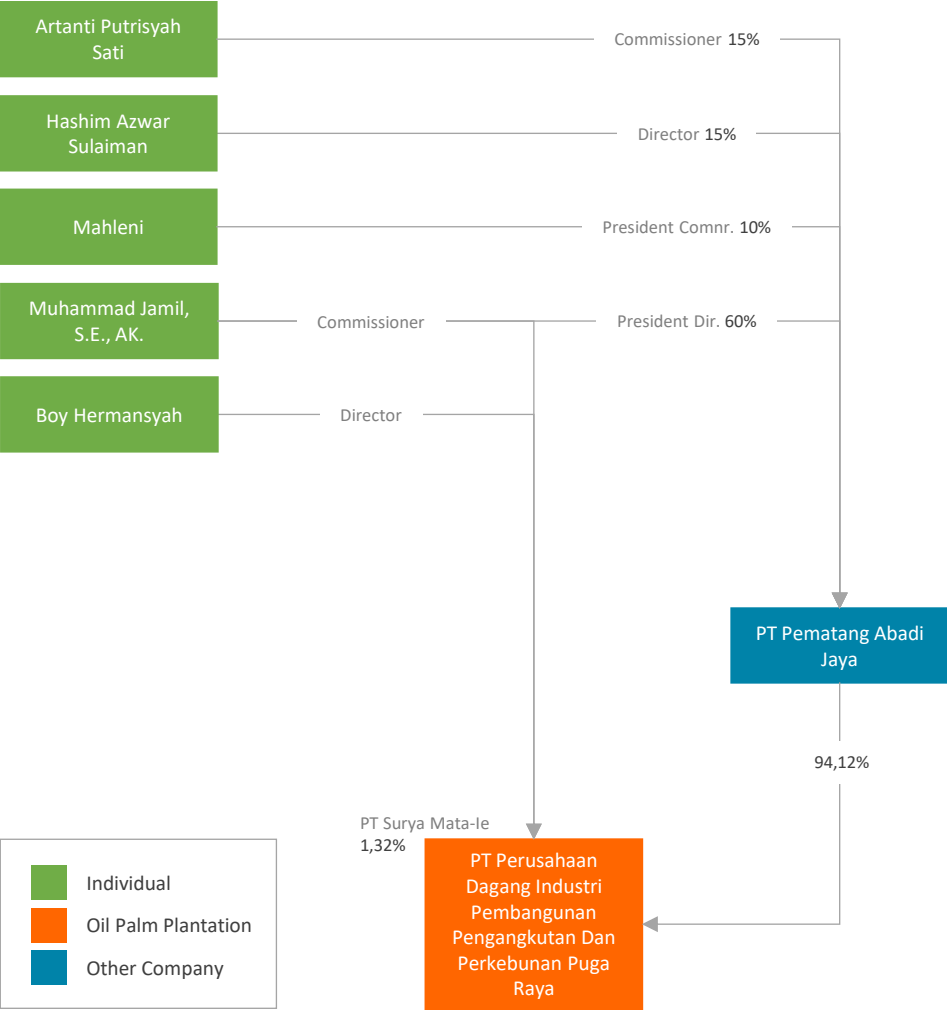 Artanti Putrisyah
Sati
Commissioner 15%
Hashim Azwar
Sulaiman
Director 15%
Mahleni
President Comnr. 10%
Muhammad Jamil,
S.E., AK.
Commissioner
President Dir. 60%
Boy Hermansyah
Director
PT Pematang Abadi
Jaya
94,12%
PT Surya Mata-Ie
1,32%
PT Perusahaan
Dagang Industri
Pembangunan
Pengangkutan Dan
Perkebunan Puga
Raya
Individual
Oil Palm Plantation
Other Company